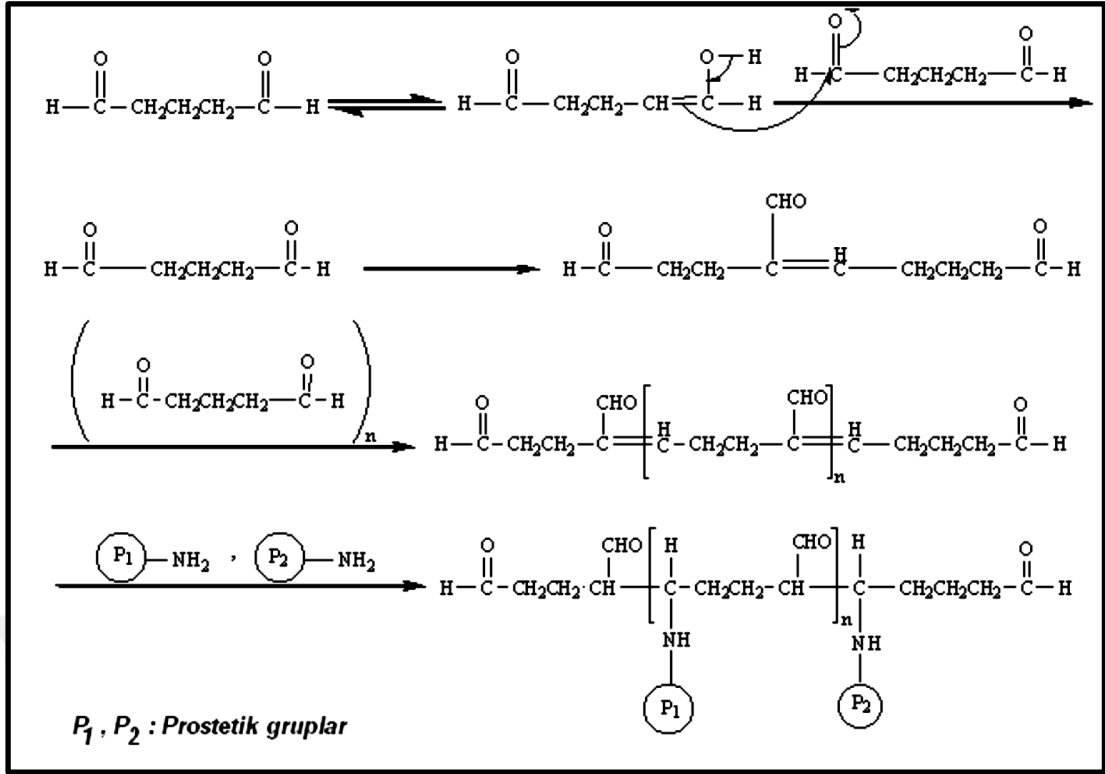 O O O O—H O O
H—C—CH₂CH₂CH₂—C—H H—C—CH₂CH₂—CH=C—H H—C—CH₂CH₂CH₂—C—H
CHO
O O O H O
H—C—CH₂CH₂CH₂—C—H H—C—CH₂CH₂—C=C—CH₂CH₂CH₂—C—H
O O
H—C—CH₂CH₂CH₂—C—H n
O CHO H CHO H O
H—C—CH₂CH₂—C=C—CH₂CH₂—C=C—CH₂CH₂CH₂—C—H
n
P₁—NH₂ , P₂—NH₂
O CHO H CHO H O
H—C—CH₂CH₂—CH—C—CH₂CH₂—CH—C—CH₂CH₂CH₂—C—H
n
NH NH
P₁ P₂
P₁ , P₂ : Prostetik gruplar